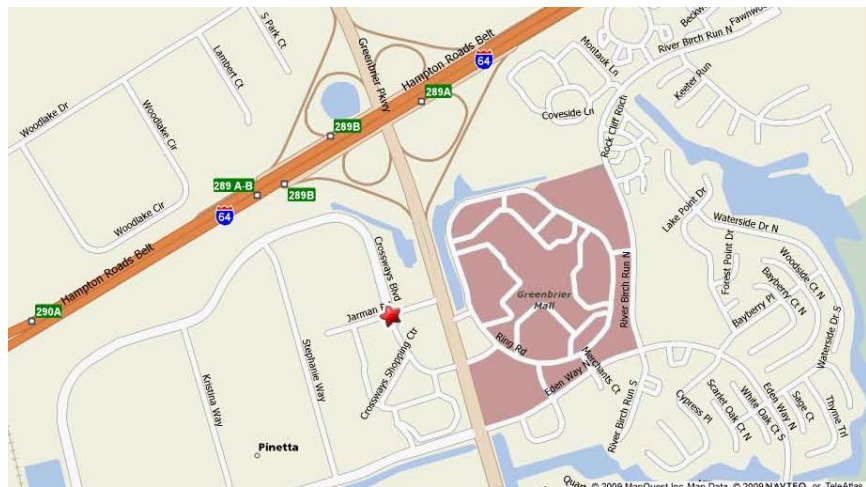 S Park Ct
Lambert Ct
Woodlake Dr
Woodlake Cir
Woodlake Cir
Greenbrier Pkwy
Hampton Roads Belt
64
289A
289B
289 A-B
289B
64
Hampton Roads Belt
290A
Montauk Ln
Beckw
Fawnwo
River Birch Run N
Keeter Run
Coveside Ln
Rock Cliff Rch
Lake Point Dr
Waterside Dr N
Forest Point Dr
Woodside Ct N
Bayberry Ct N
Bayberry Pl
Waterside Dr S
River Birch Run N
Greenbrier
Mall
Ring Rd
Crossways Blvd
Jarman
Crossways Shopping Ctr
Stephanie Way
Kristina Way
Pinetta
Eden Way N
Merchants Ct
River Birch Run S
Cypress Pl
Scarlet Oak Ct N
White Oak Ct S
Eden Way N
Sage Ct
Thyme Trl
Quart
© 2009 MapQuest Inc. Map Data © 2009 NAVTEQ or TeleAtlas